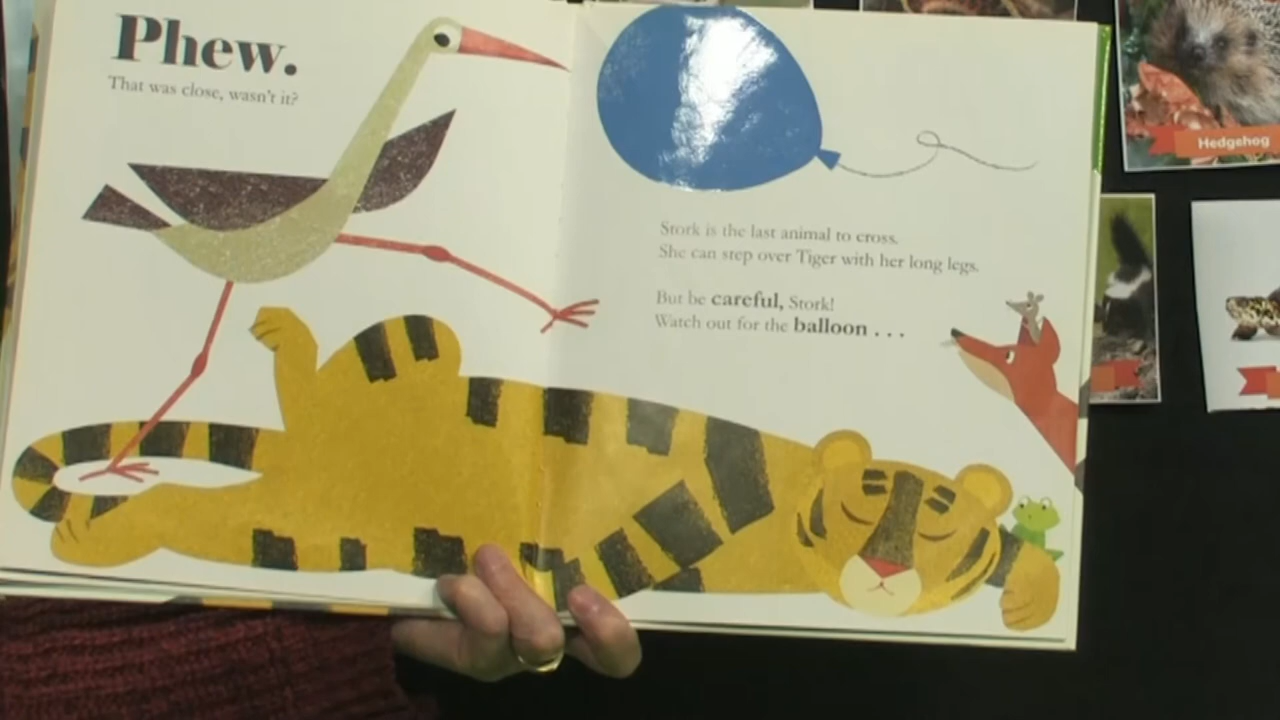 Phew.
That was close, wasn't it?
Stork is the last animal to cross.
She can step over Tiger with her long legs.
But be careful, Stork!
Watch out for the balloon . . .
Hedgehog